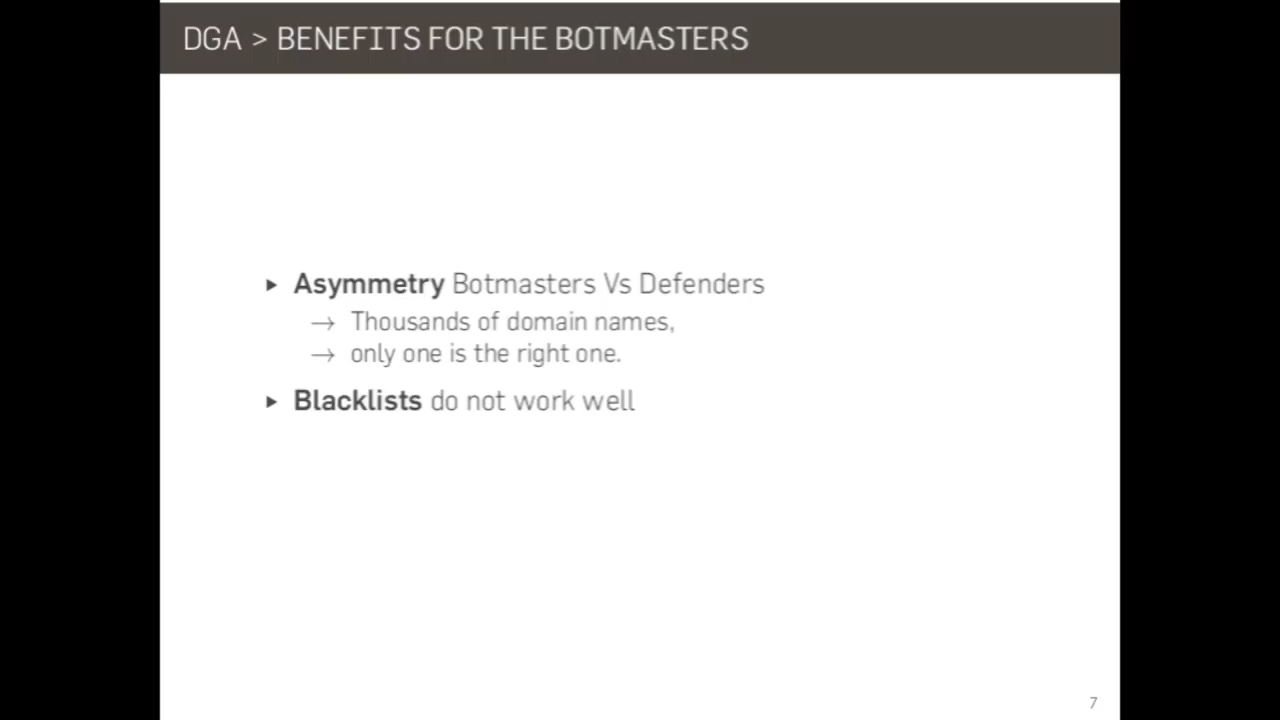 DGA > BENEFITS FOR THE BOTMASTERS
▸ Asymmetry Botmasters Vs Defenders
→ Thousands of domain names,
→ only one is the right one.
▸ Blacklists do not work well
7